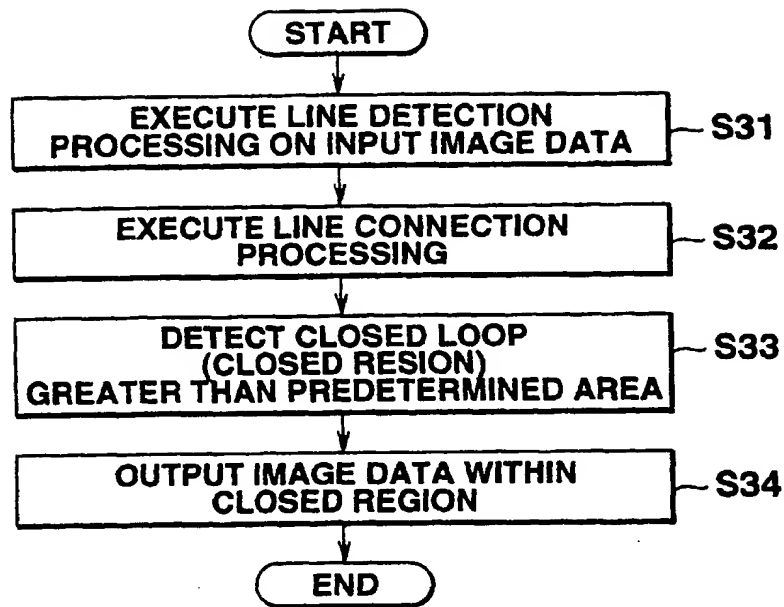 START
EXECUTE LINE DETECTION
PROCESSING ON INPUT IMAGE DATA
S31
EXECUTE LINE CONNECTION
PROCESSING
S32
DETECT CLOSED LOOP
(CLOSED RESION)
GREATER THAN PREDETERMINED AREA
S33
OUTPUT IMAGE DATA WITHIN
CLOSED REGION
S34
END